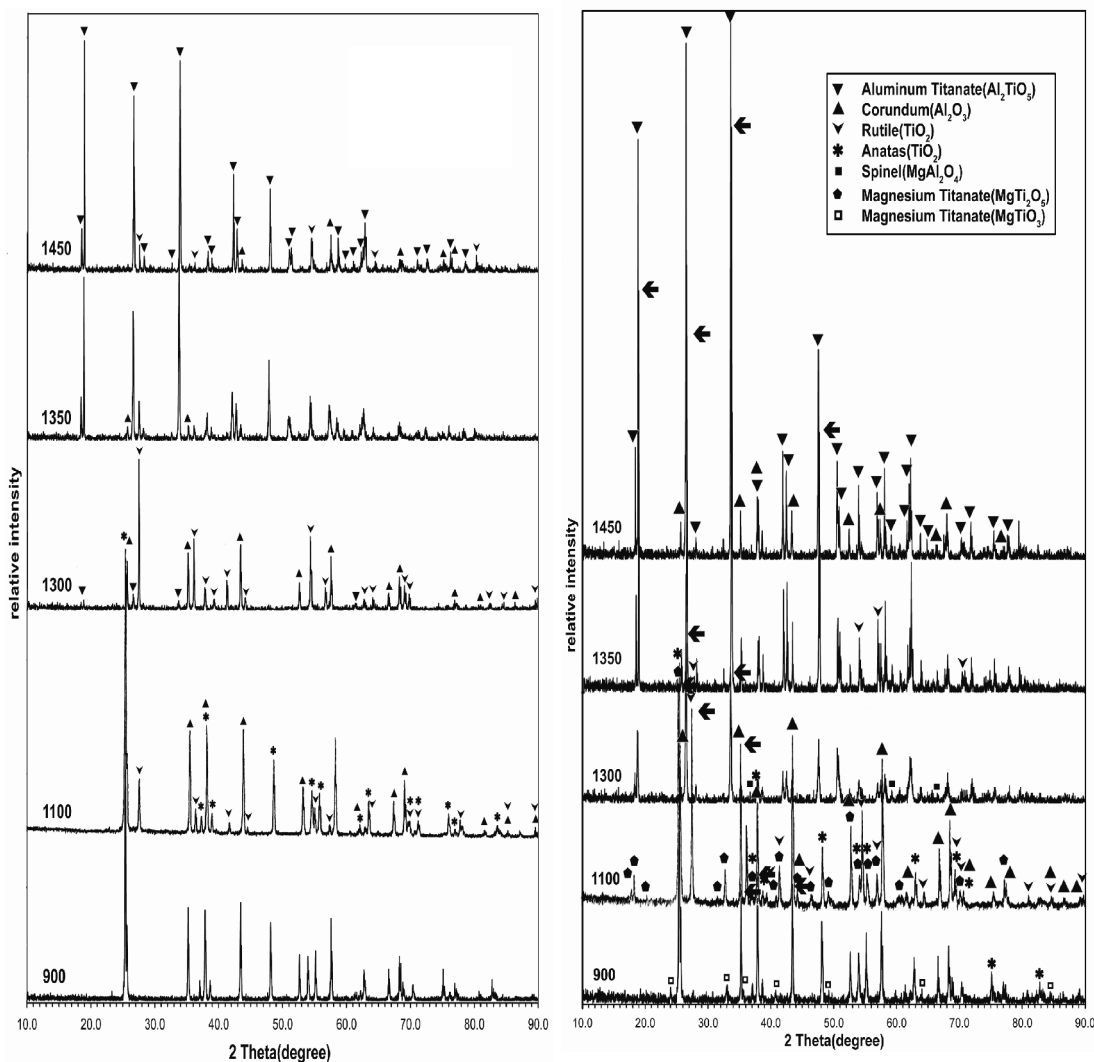 relative intensity
1450
1350
1300
1100
900
10.0 20.0 30.0 40.0 50.0 60.0 70.0 80.0 90.0
2 Theta(degree)
relative intensity
Aluminum Titanate(Al₂TiO₅)
Corundum(Al₂O₃)
Rutile(TiO₂)
Anatas(TiO₂)
Spinel(MgAl₂O₄)
Magnesium Titanate(MgTi₂O₅)
Magnesium Titanate(MgTiO₃)
1450
1350
1300
1100
900
10.0 20.0 30.0 40.0 50.0 60.0 70.0 80.0 90.0
2 Theta(degree)